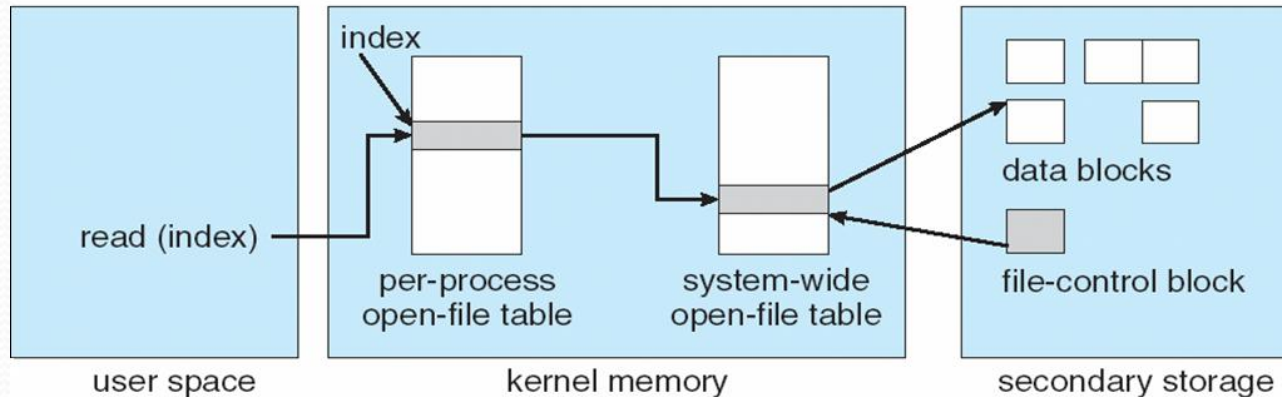 index
read (index)
per-process
open-file table
system-wide
open-file table
data blocks
file-control block
user space
kernel memory
secondary storage